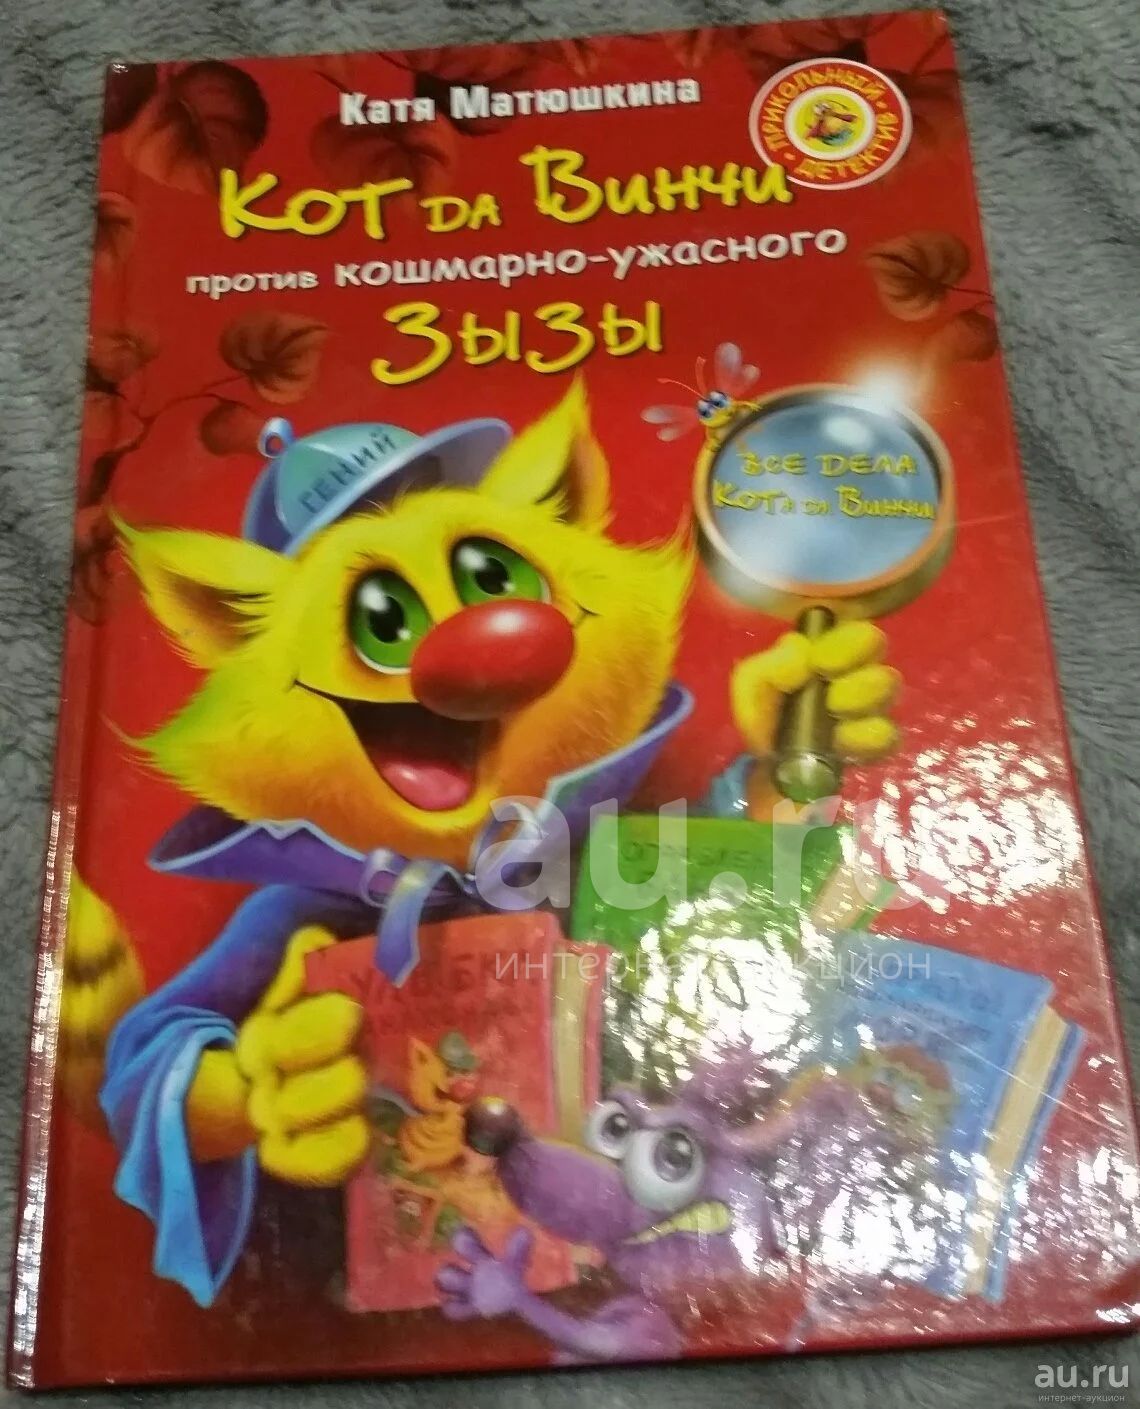 Катя Матюшкина
ПРИКОЛЬНЫЙ
ДЕТЕКТИВ
Кот да Винчи
против кошмарно-ужасного
Зызы
ГЕНИЙ
ВСЕ ДЕЛА
КОТа да Винчи
au.ru
интернет-аукцион
au.ru
интернет-аукцион